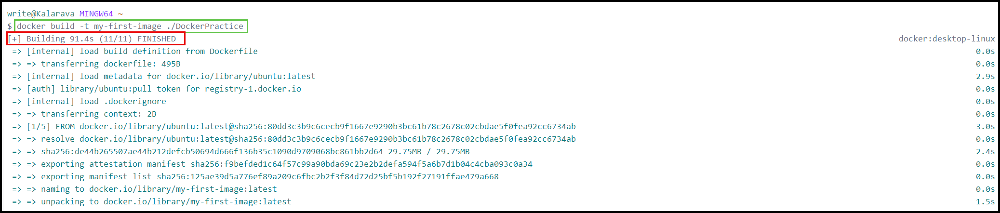 write@Kalarava MINGW64 ~
$ docker build -t my-first-image ./DockerPractice
[+] Building 91.4s (11/11) FINISHED docker:desktop-linux
=> [internal] load build definition from Dockerfile 0.0s
=> => transferring dockerfile: 495B 0.0s
=> [internal] load metadata for docker.io/library/ubuntu:latest 2.9s
=> [auth] library/ubuntu:pull token for registry-1.docker.io 0.0s
=> [internal] load .dockerignore 0.0s
=> => transferring context: 2B 0.0s
=> [1/5] FROM docker.io/library/ubuntu:latest@sha256:80dd3c3b9c6cecb9f1667e9290b3bc61b78c2678c02cbdae5f0fea92cc6734ab 3.0s
=> => resolve docker.io/library/ubuntu:latest@sha256:80dd3c3b9c6cecb9f1667e9290b3bc61b78c2678c02cbdae5f0fea92cc6734ab 0.0s
=> => sha256:de44b265507ae44b212defcb50694d666f136b35c1090d9709068bc861bb2d64 29.75MB / 29.75MB 2.4s
=> => exporting attestation manifest sha256:f9befded1c64f57c99a90bda69c23e2b2defa594f5a6b7d1b04c4cba093c0a34 0.0s
=> => exporting manifest list sha256:125ae39d5a776ef89a209c6fbc2b2f3f84d72d25bf5b192f27191ffae479a668 0.0s
=> => naming to docker.io/library/my-first-image:latest 0.0s
=> => unpacking to docker.io/library/my-first-image:latest 1.5s